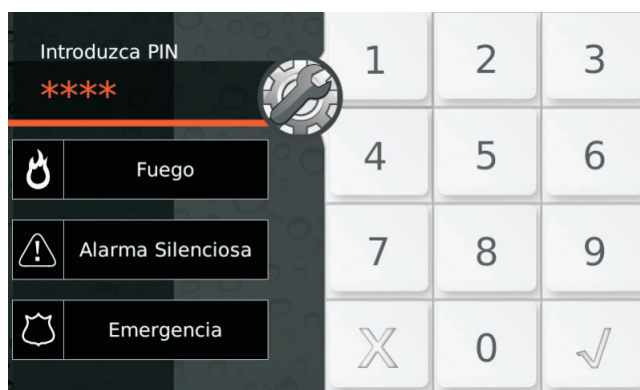 Introduzca PIN
****
Fuego
Alarma Silenciosa
Emergencia
1 2 3
4 5 6
7 8 9
X 0 √